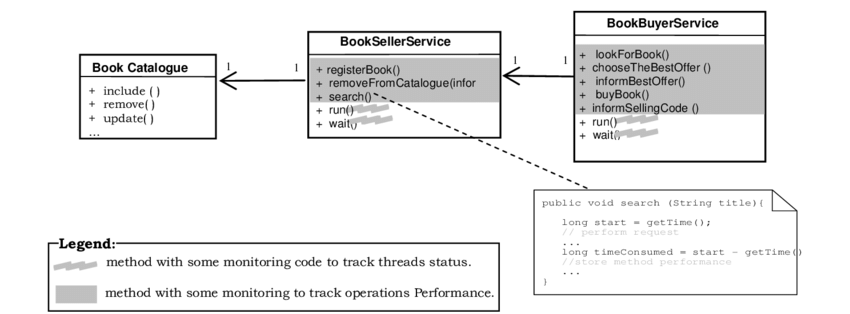 Book Catalogue
+ include ( )
+ remove( )
+ update( )
...
1
1
BookSellerService
+ registerBook()
+ removeFromCatalogue(infor
+ search()
+ run()
+ wait()
1
1
BookBuyerService
+ lookForBook()
+ chooseTheBestOffer ()
+ informBestOffer()
+ buyBook()
+ informSellingCode ()
+ run()
+ wait()
public void search (String title){
long start = getTime();
// perform request
...
long timeConsumed = start - getTime()
//store method performance
...
}
Legend:
method with some monitoring code to track threads status.
method with some monitoring to track operations Performance.